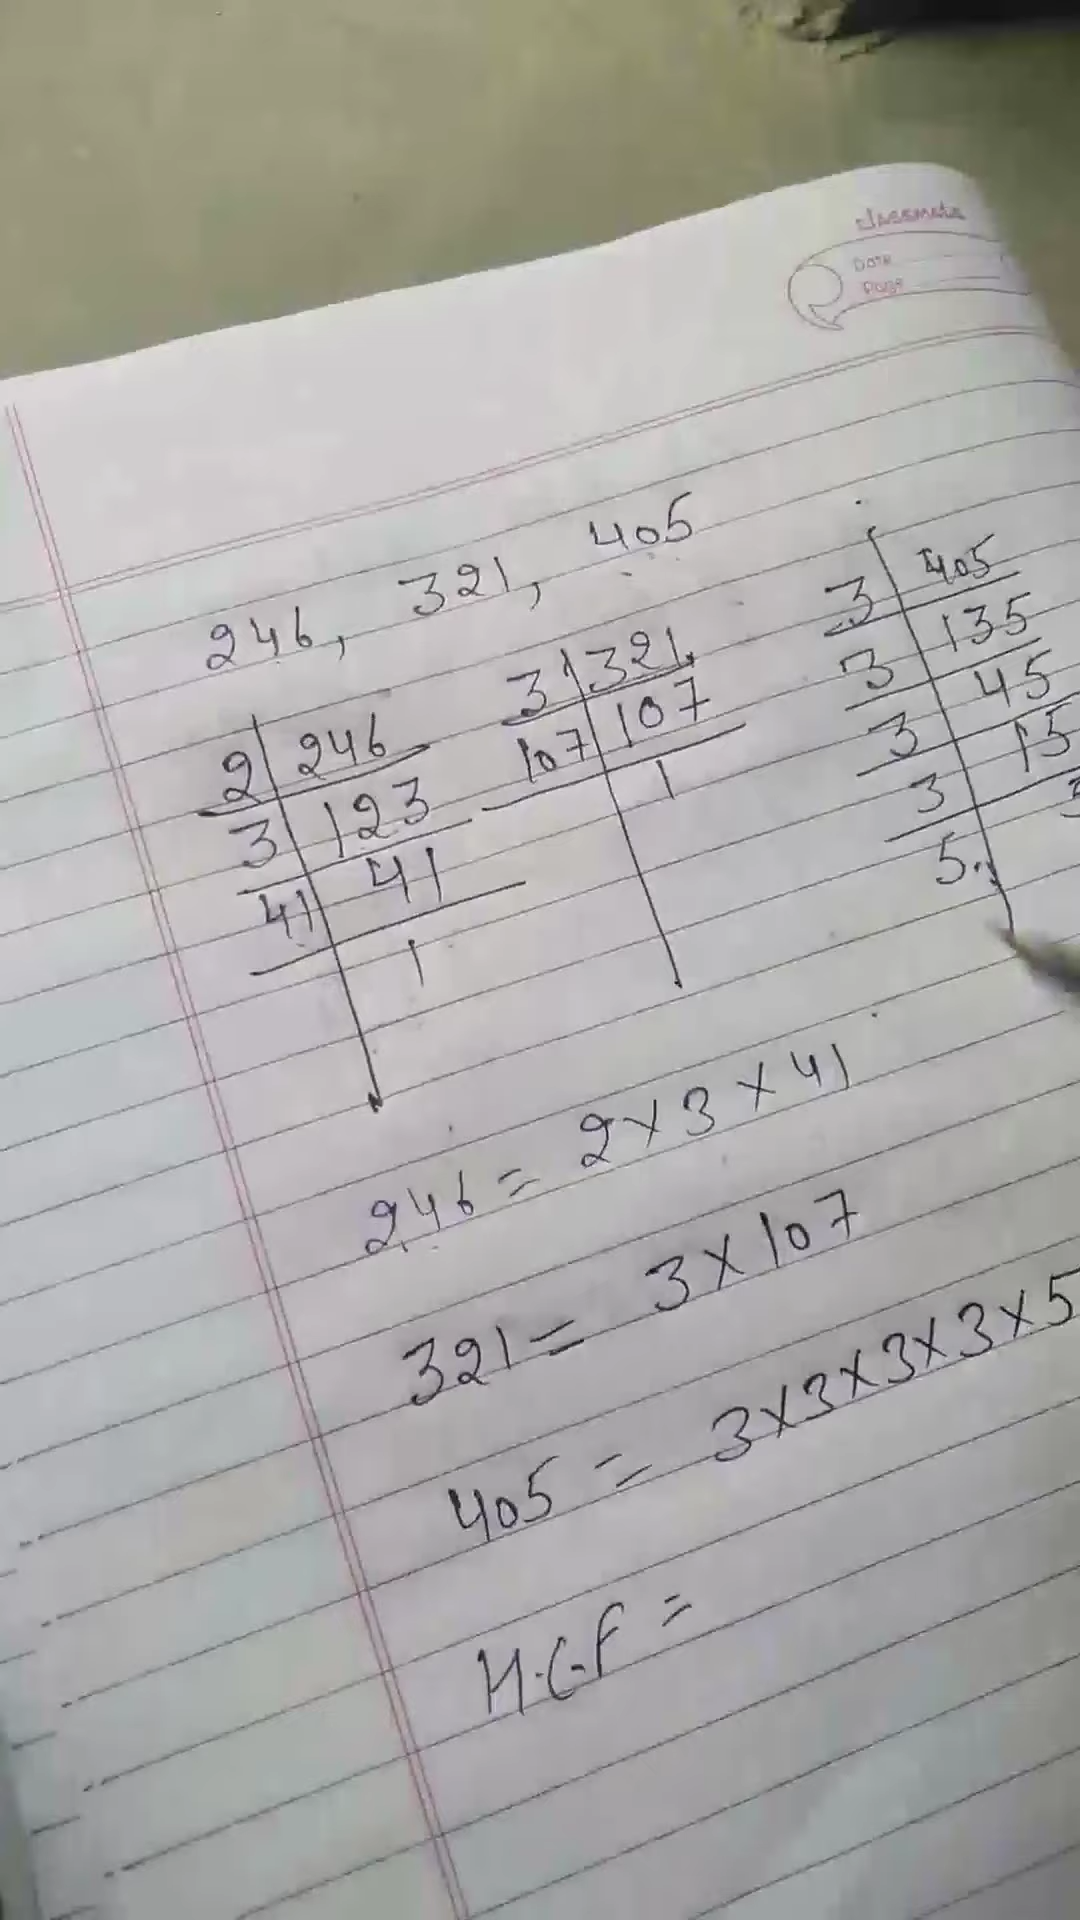 classmate
Date
Page
246, 321, 405
2 | 246
3 | 123
41 | 41
1
3 | 321
107 | 107
1
3 | 405
3 | 135
3 | 45
3 | 15
5
246 = 2 × 3 × 41
321 = 3 × 107
405 = 3×3×3×3×5
H.C.F =